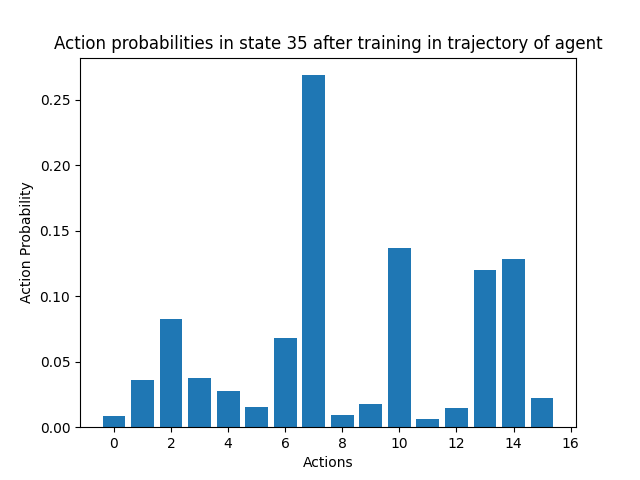 Action probabilities in state 35 after training in trajectory of agent
Action Probability
0.25
0.20
0.15
0.10
0.05
0.00
0 2 4 6 8 10 12 14 16
Actions